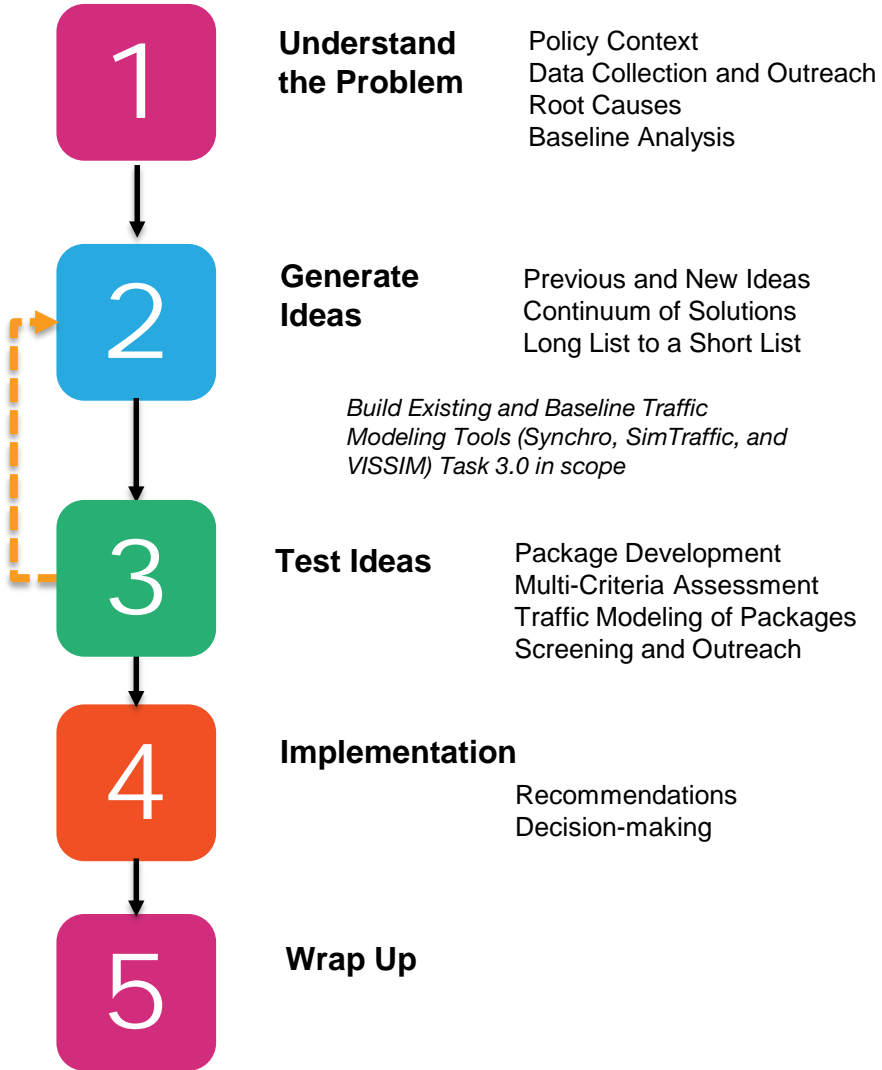 1
Understand
the Problem
Policy Context
Data Collection and Outreach
Root Causes
Baseline Analysis
2
Generate
Ideas
Previous and New Ideas
Continuum of Solutions
Long List to a Short List
Build Existing and Baseline Traffic
Modeling Tools (Synchro, SimTraffic, and
VISSIM) Task 3.0 in scope
3
Test Ideas
Package Development
Multi-Criteria Assessment
Traffic Modeling of Packages
Screening and Outreach
4
Implementation
Recommendations
Decision-making
5
Wrap Up